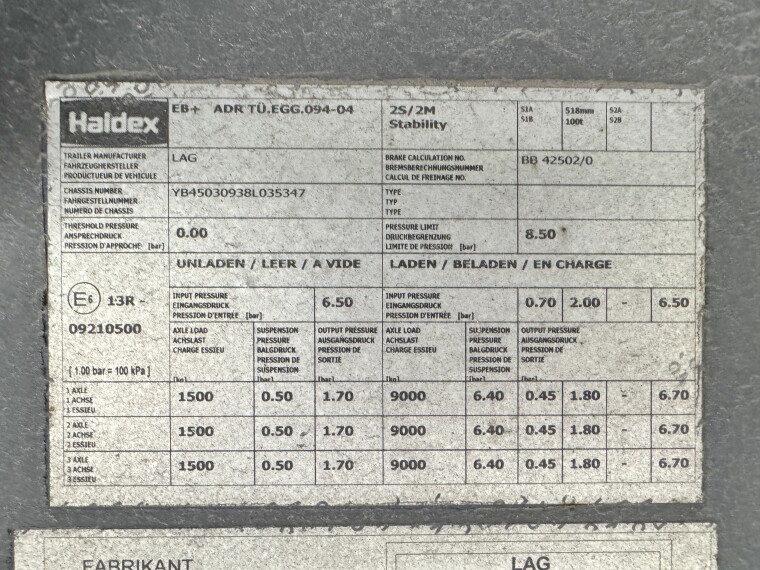 Haldex
EB+ ADR TÜ.EGG.094-04
2S/2M
Stability
S1A
S1B
518mm
100t
S2A
S2B
TRAILER MANUFACTURER
FAHRZEUGHERSTELLER
PRODUCTEUR DE VEHICULE
LAG
BRAKE CALCULATION NO.
BREMSBERECHNUNGSNUMMER
CALCUL DE FREINAGE NO.
BB 42502/0
CHASSIS NUMBER
FAHRGESTELLNUMMER
NUMERO DE CHASSIS
YB45030938L035347
TYPE
TYP
TYPE
THRESHOLD PRESSURE
ANSPRECHDRUCK
PRESSION D'APPROCHE [bar]
0.00
PRESSURE LIMIT
DRUCKBEGRENZUNG
LIMITE DE PRESSION [bar]
8.50
UNLADEN / LEER / A VIDE
LADEN / BELADEN / EN CHARGE
E6 13R -
09210500
[ 1.00 bar = 100 kPa ]
INPUT PRESSURE
EINGANGSDRUCK
PRESSION D'ENTRÉE [bar]
6.50
INPUT PRESSURE
EINGANGSDRUCK
PRESSION D'ENTRÉE [bar]
0.70 2.00 - 6.50
AXLE LOAD
ACHSLAST
CHARGE ESSIEU
[kg]
SUSPENSION
PRESSURE
BALGDRUCK
PRESSION DE
SUSPENSION
[bar]
OUTPUT PRESSURE
AUSGANGSDRUCK
PRESSION DE
SORTIE
[bar]
AXLE LOAD
ACHSLAST
CHARGE ESSIEU
[kg]
SUSPENSION
PRESSURE
BALGDRUCK
PRESSION DE
SUSPENSION
[bar]
OUTPUT PRESSURE
AUSGANGSDRUCK
PRESSION DE
SORTIE
[bar]
1 AXLE
1 ACHSE
1 ESSIEU
1500 0.50 1.70 9000 6.40 0.45 1.80 - 6.70
2 AXLE
2 ACHSE
2 ESSIEU
1500 0.50 1.70 9000 6.40 0.45 1.80 - 6.70
3 AXLE
3 ACHSE
3 ESSIEU
1500 0.50 1.70 9000 6.40 0.45 1.80 - 6.70
FABRIKANT
LAG